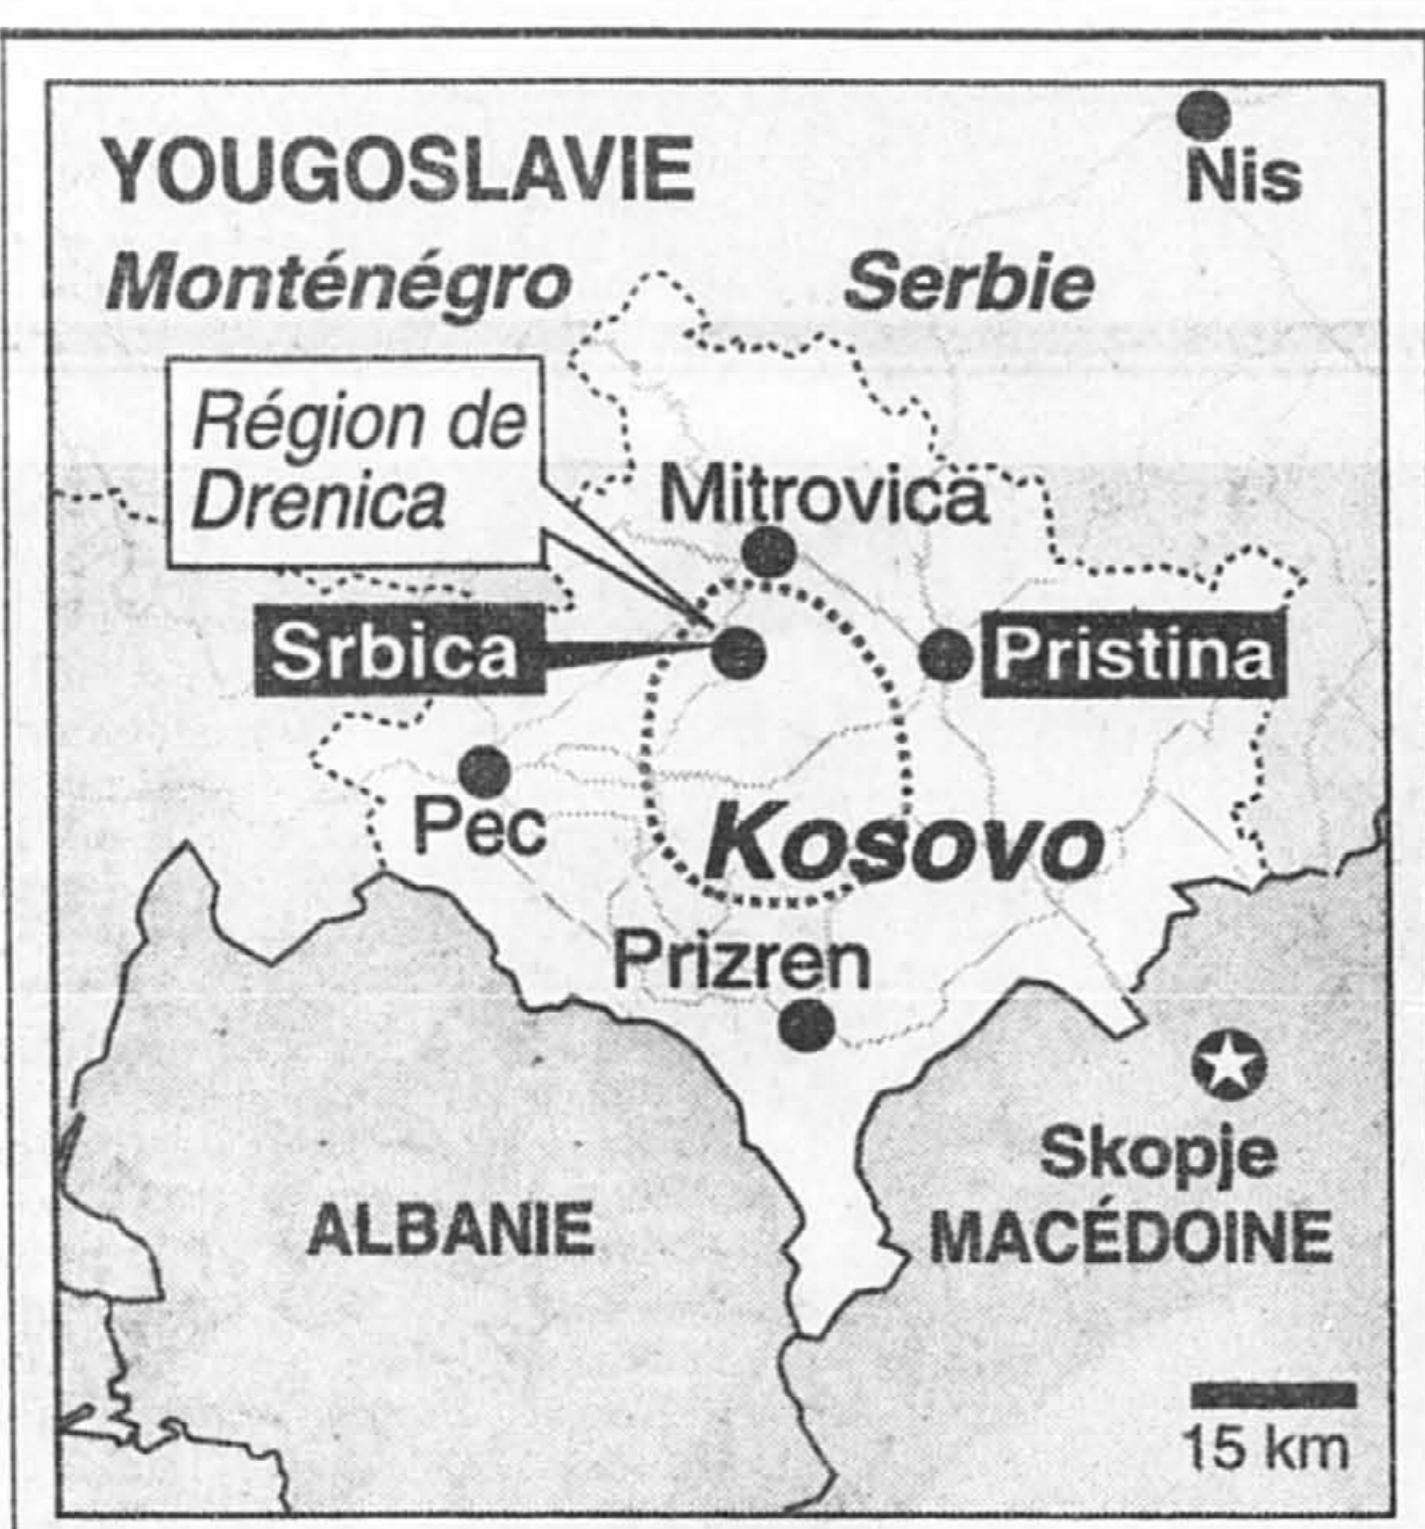 YOUGOSLAVIE
Nis
Monténégro
Serbie
Région de
Drenica
Mitrovica
Srbica
Pristina
Pec
Kosovo
Prizren
Skopje
ALBANIE
MACÉDOINE
15 km